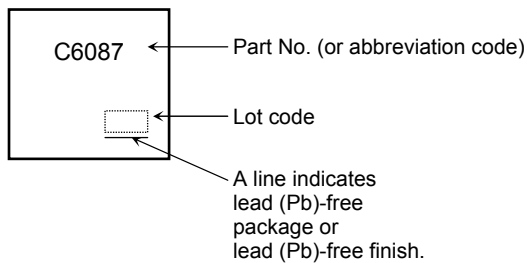 C6087
Part No. (or abbreviation code)
Lot code
A line indicates
lead (Pb)-free
package or
lead (Pb)-free finish.